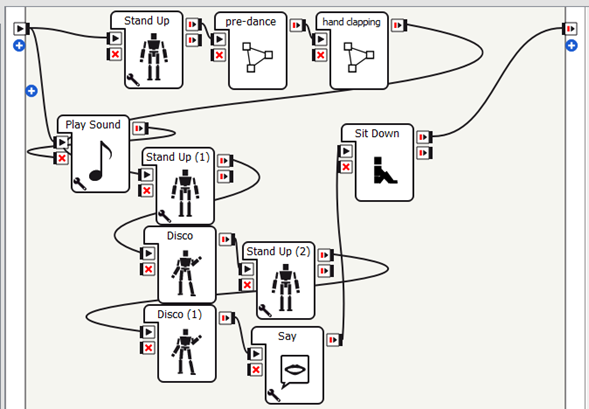 Stand Up
pre-dance
hand clapping
Play Sound
Sit Down
Stand Up (1)
Disco
Stand Up (2)
Disco (1)
Say